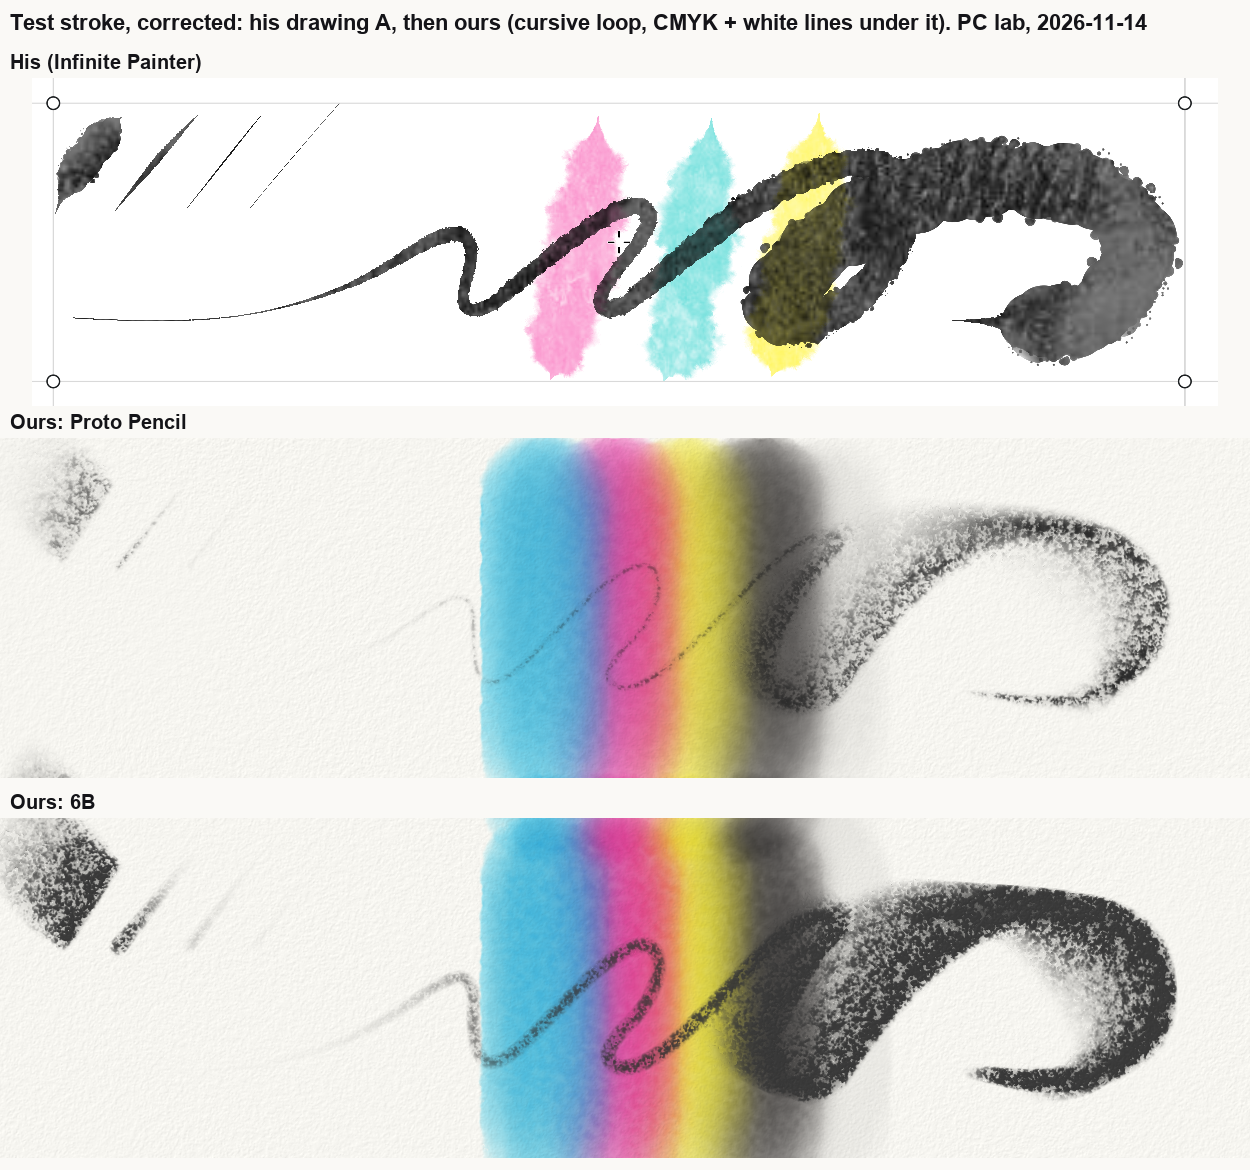 Test stroke, corrected: his drawing A, then ours (cursive loop, CMYK + white lines under it). PC lab, 2026-11-14
His (Infinite Painter)
Ours: Proto Pencil
Ours: 6B